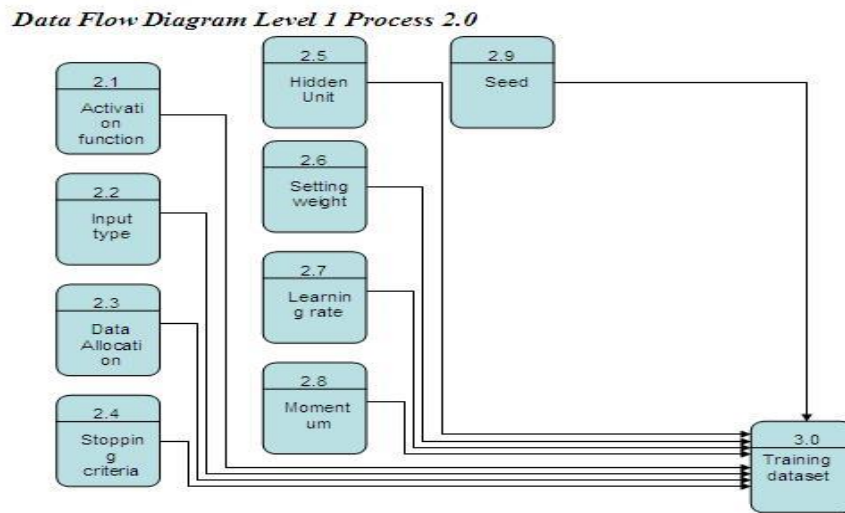 Data Flow Diagram Level 1 Process 2.0
2.1
Activati
on
function
2.2
Input
type
2.3
Data
Allocati
on
2.4
Stoppin
g
criteria
2.5
Hidden
Unit
2.6
Setting
weight
2.7
Learnin
g rate
2.8
Moment
um
2.9
Seed
3.0
Training
dataset